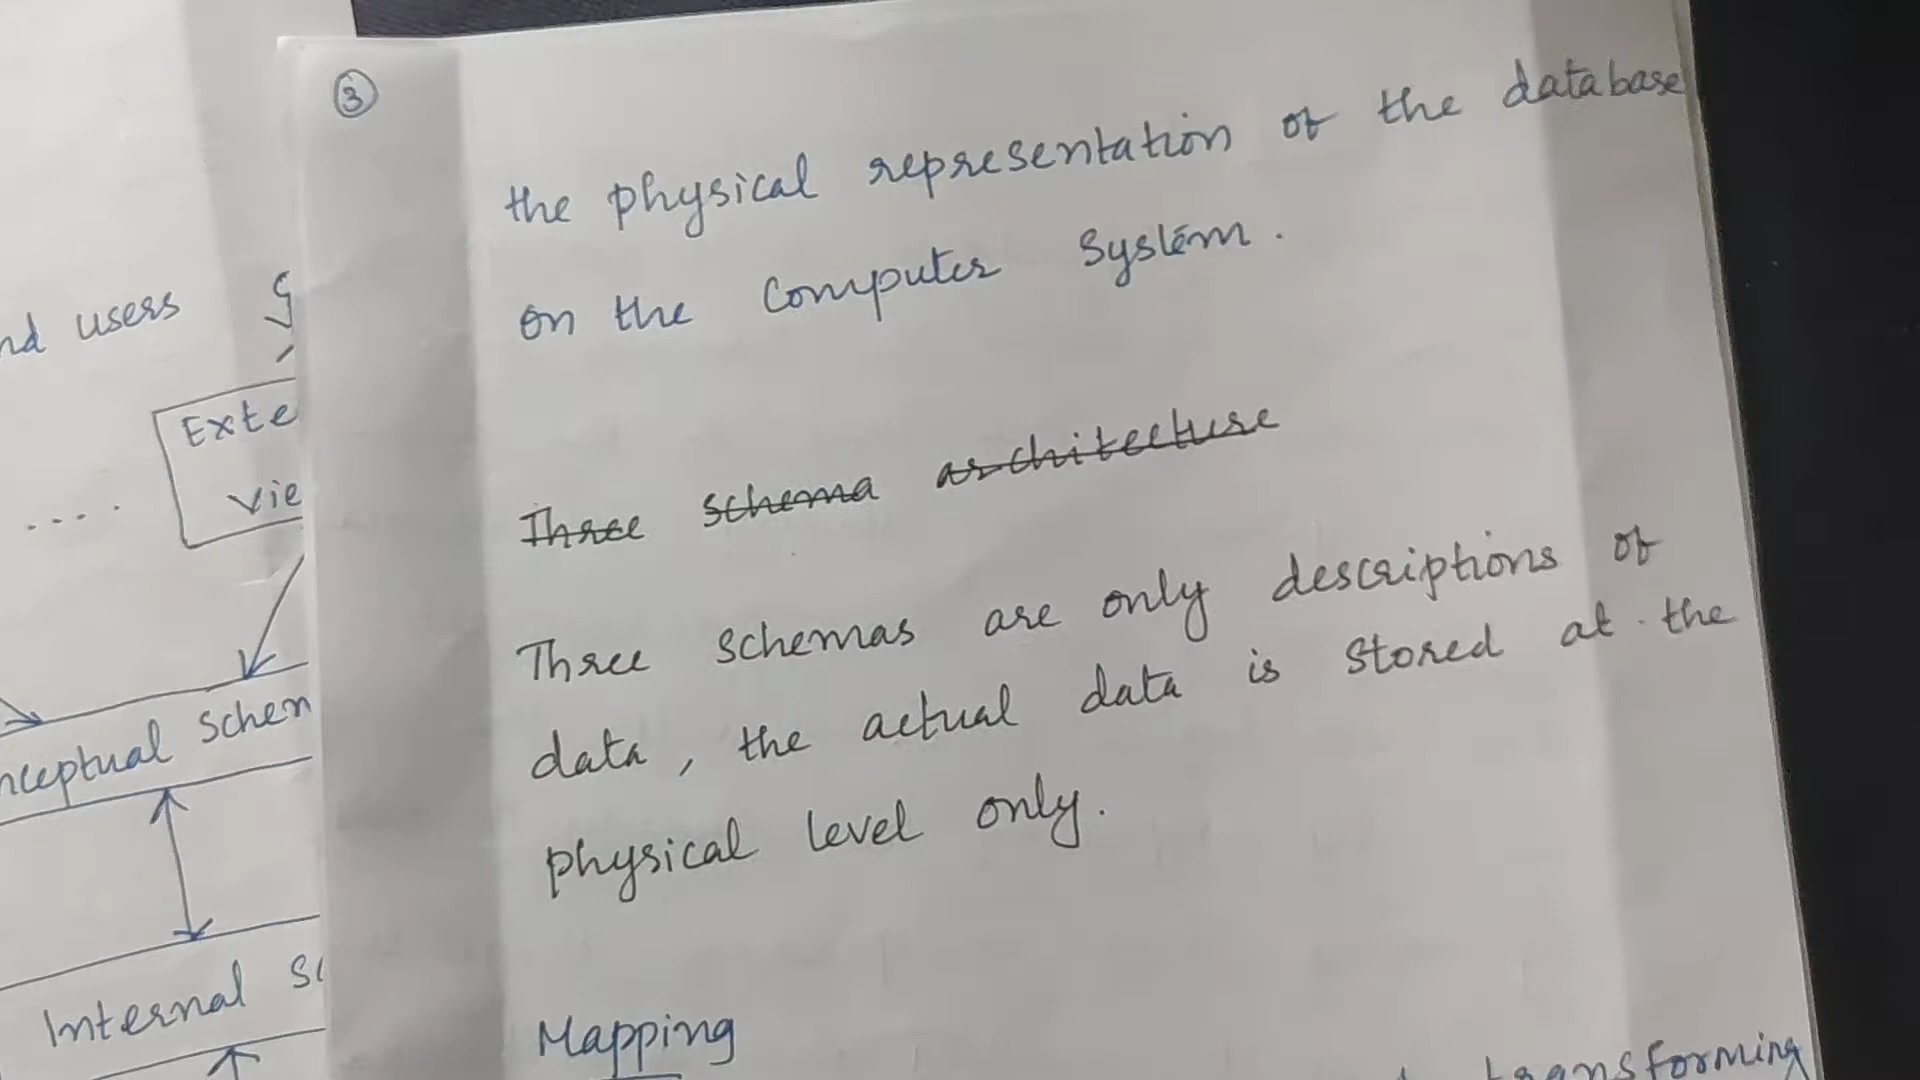 nd users
Exte
vie
.....
nceptual schem
Internal
③
the physical representation of the database
on the computer system.
Three schema architecture
Three schemas are only descriptions of
data, the actual data is stored at the
physical level only.
Mapping
transforming